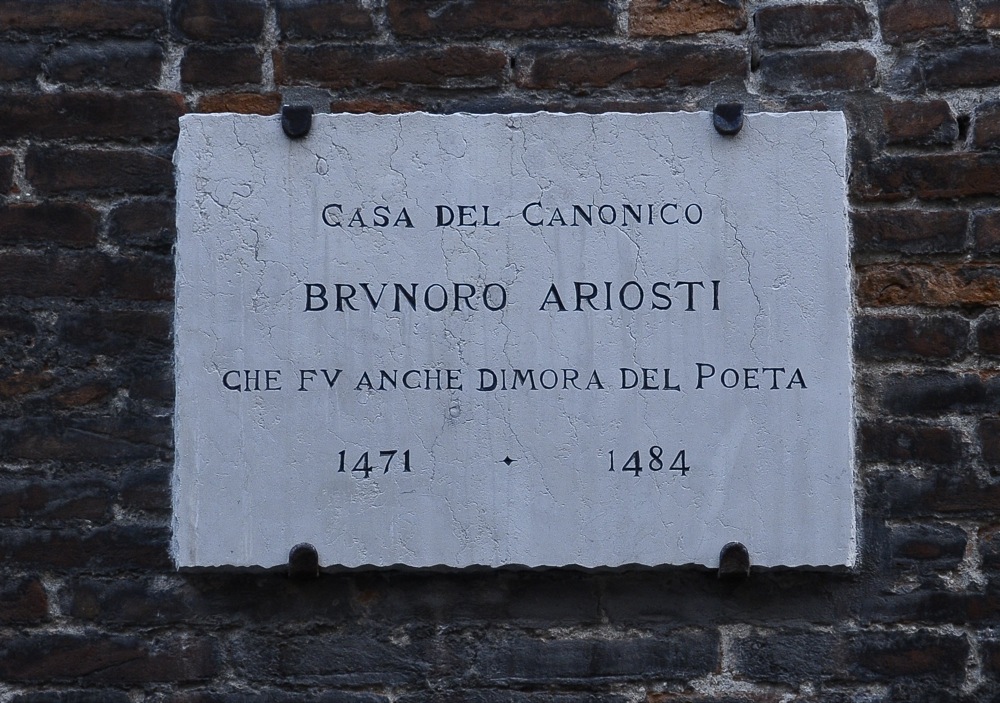 CASA DEL CANONICO
BRVNORO ARIOSTI
CHE FV ANCHE DIMORA DEL POETA
1471 · 1484